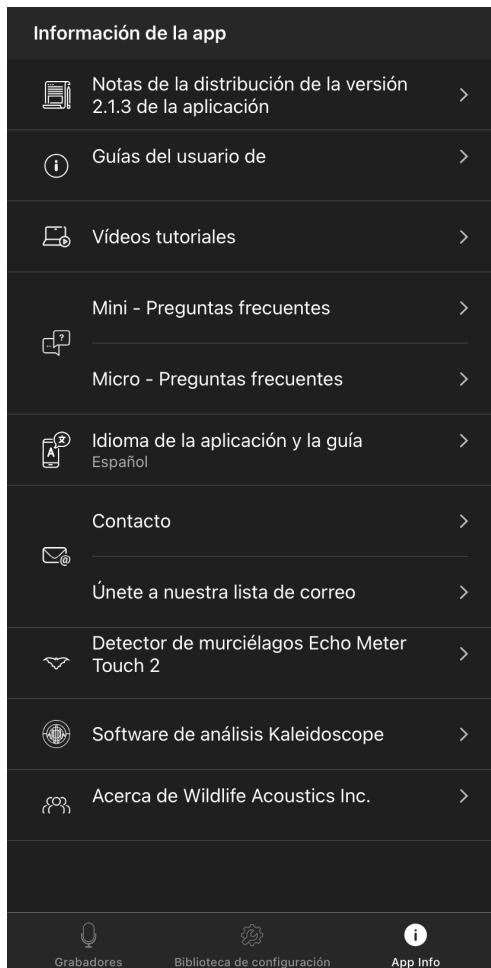 Información de la app
Notas de la distribución de la versión
2.1.3 de la aplicación
Guías del usuario de
Vídeos tutoriales
Mini - Preguntas frecuentes
Micro - Preguntas frecuentes
Idioma de la aplicación y la guía
Español
Contacto
Únete a nuestra lista de correo
Detector de murciélagos Echo Meter
Touch 2
Software de análisis Kaleidoscope
Acerca de Wildlife Acoustics Inc.
Grabadores
Biblioteca de configuración
App Info